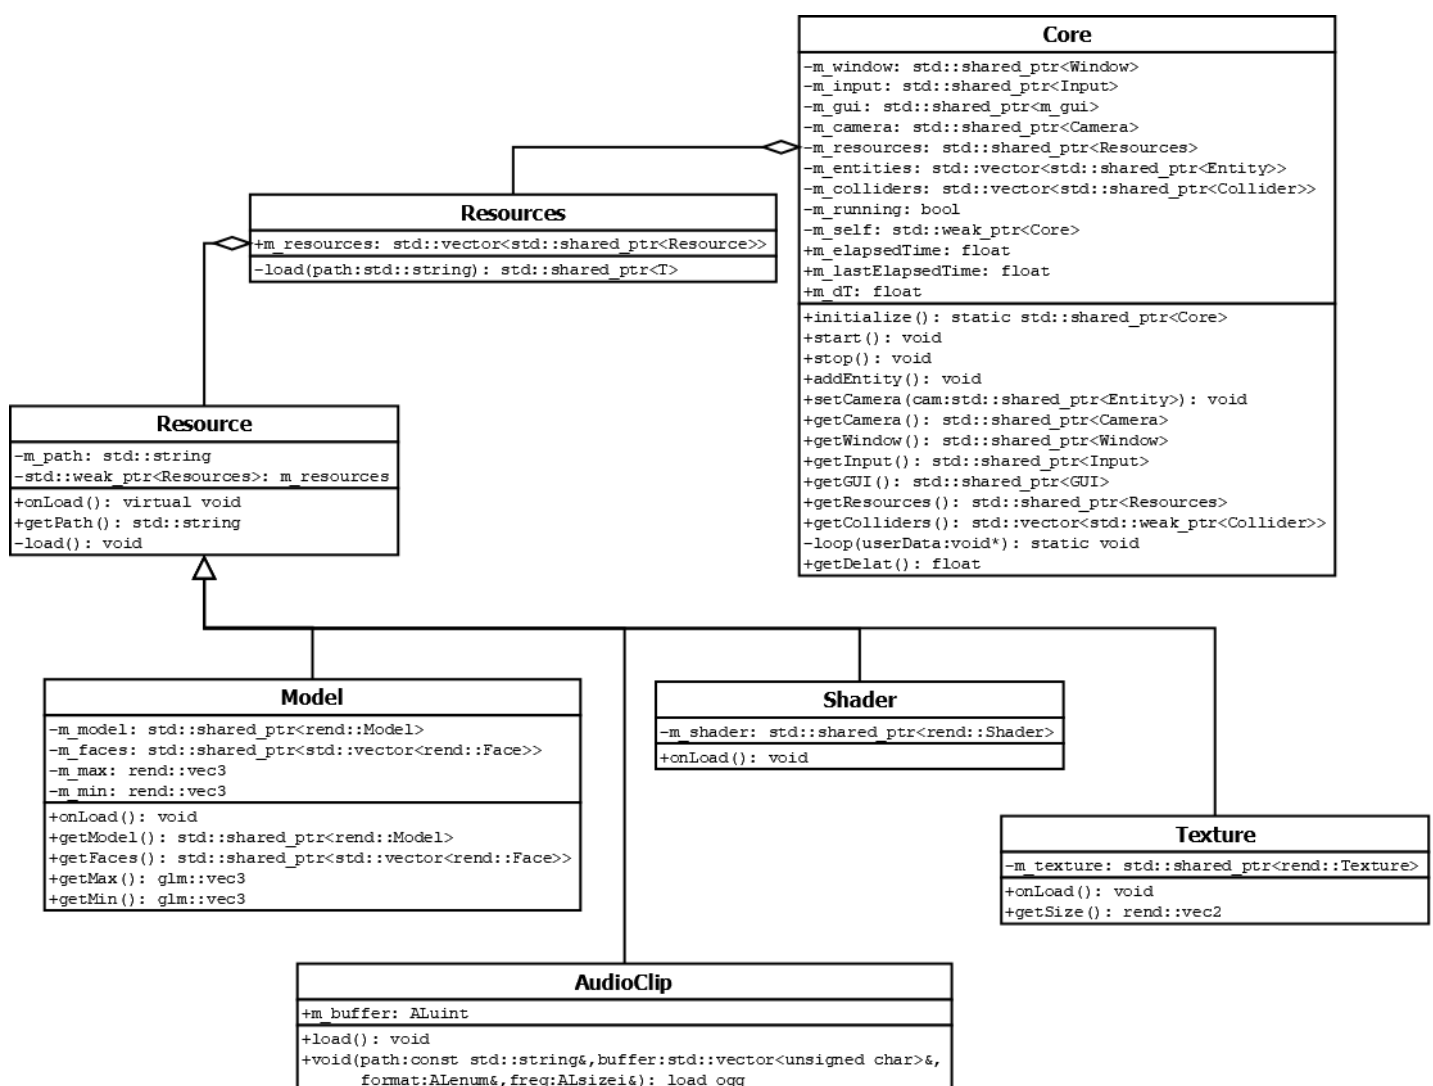 Core
-m_window: std::shared_ptr<Window>
-m_input: std::shared_ptr<Input>
-m_gui: std::shared_ptr<m_gui>
-m_camera: std::shared_ptr<Camera>
-m_resources: std::shared_ptr<Resources>
-m_entities: std::vector<std::shared_ptr<Entity>>
-m_colliders: std::vector<std::shared_ptr<Collider>>
-m_running: bool
-m_self: std::weak_ptr<Core>
+m_elapsedTime: float
+m_lastElapsedTime: float
+m_dT: float
+initialize(): static std::shared_ptr<Core>
+start(): void
+stop(): void
+addEntity(): void
+setCamera(cam:std::shared_ptr<Entity>): void
+getCamera(): std::shared_ptr<Camera>
+getWindow(): std::shared_ptr<Window>
+getInput(): std::shared_ptr<Input>
+getGUI(): std::shared_ptr<GUI>
+getResources(): std::shared_ptr<Resources>
+getColliders(): std::vector<std::weak_ptr<Collider>>
-loop(userData:void*): static void
+getDelat(): float
Resources
+m_resources: std::vector<std::shared_ptr<Resource>>
-load(path:std::string): std::shared_ptr<T>
Resource
-m_path: std::string
-std::weak_ptr<Resources>: m_resources
+onLoad(): virtual void
+getPath(): std::string
-load(): void
Model
-m_model: std::shared_ptr<rend::Model>
-m_faces: std::shared_ptr<std::vector<rend::Face>>
-m_max: rend::vec3
-m_min: rend::vec3
+onLoad(): void
+getModel(): std::shared_ptr<rend::Model>
+getFaces(): std::shared_ptr<std::vector<rend::Face>>
+getMax(): glm::vec3
+getMin(): glm::vec3
Shader
-m_shader: std::shared_ptr<rend::Shader>
+onLoad(): void
Texture
-m_texture: std::shared_ptr<rend::Texture>
+onLoad(): void
+getSize(): rend::vec2
AudioClip
+m_buffer: ALuint
+load(): void
+void(path:const std::string&,buffer:std::vector<unsigned char>&,
format:ALenum&,freq:ALsizei&): load_ogg